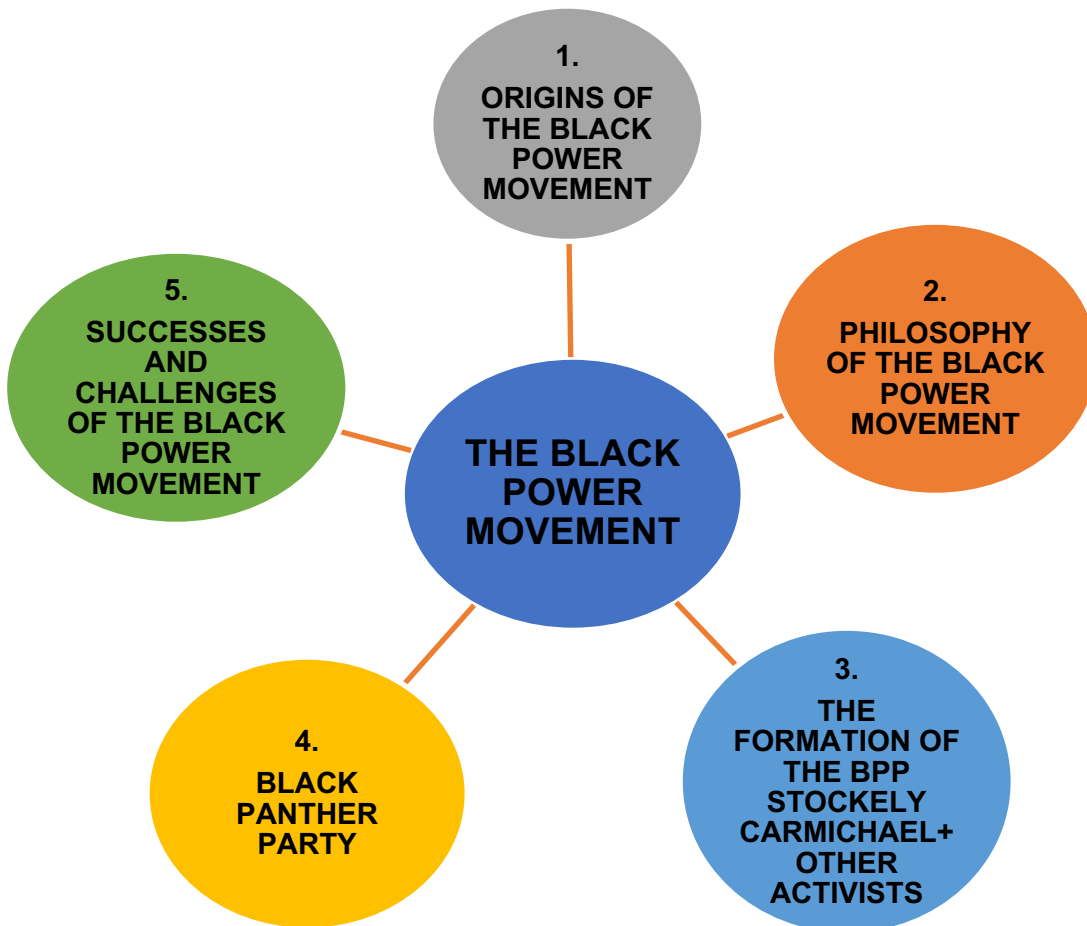 1.
ORIGINS OF
THE BLACK
POWER
MOVEMENT
2.
PHILOSOPHY
OF THE BLACK
POWER
MOVEMENT
3.
THE
FORMATION OF
THE BPP
STOCKELY
CARMICHAEL+
OTHER
ACTIVISTS
4.
BLACK
PANTHER
PARTY
5.
SUCCESSES
AND
CHALLENGES
OF THE BLACK
POWER
MOVEMENT
THE BLACK
POWER
MOVEMENT